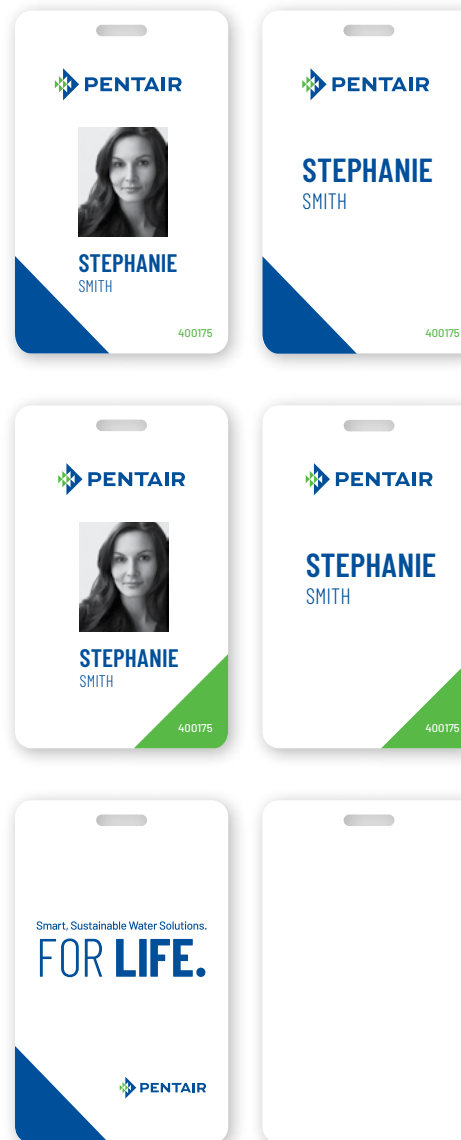 PENTAIR
STEPHANIE
SMITH
400175
PENTAIR
STEPHANIE
SMITH
400175
PENTAIR
STEPHANIE
SMITH
400175
PENTAIR
STEPHANIE
SMITH
400175
Smart, Sustainable Water Solutions.
FOR LIFE.
PENTAIR